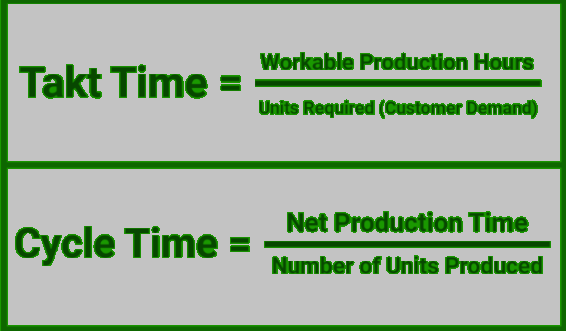 Takt Time =
Workable Production Hours
Units Required (Customer Demand)
Cycle Time =
Net Production Time
Number of Units Produced